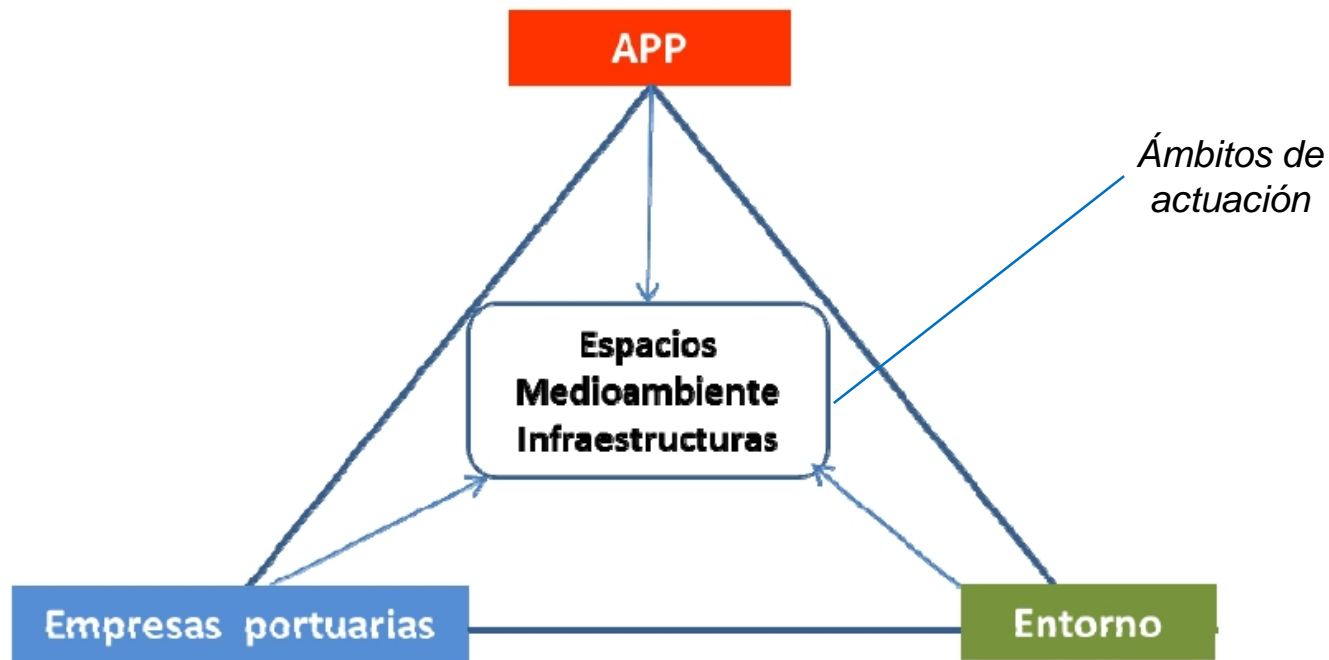 APP
Ámbitos de
actuación
Espacios
Medioambiente
Infraestructuras
Empresas portuarias
Entorno